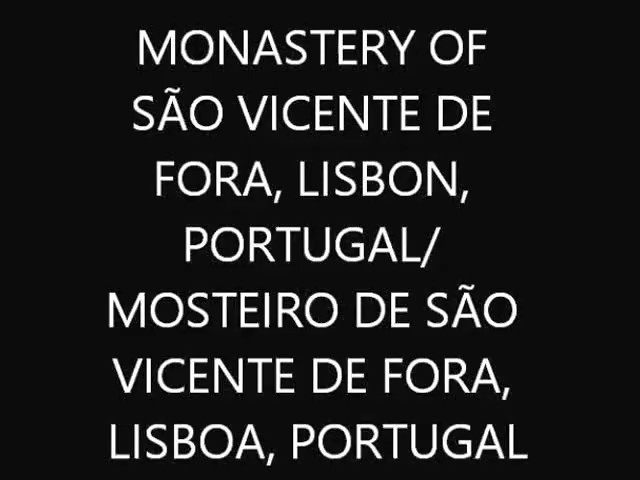 MONASTERY OF
SÃO VICENTE DE
FORA, LISBON,
PORTUGAL/
MOSTEIRO DE SÃO
VICENTE DE FORA,
LISBOA, PORTUGAL